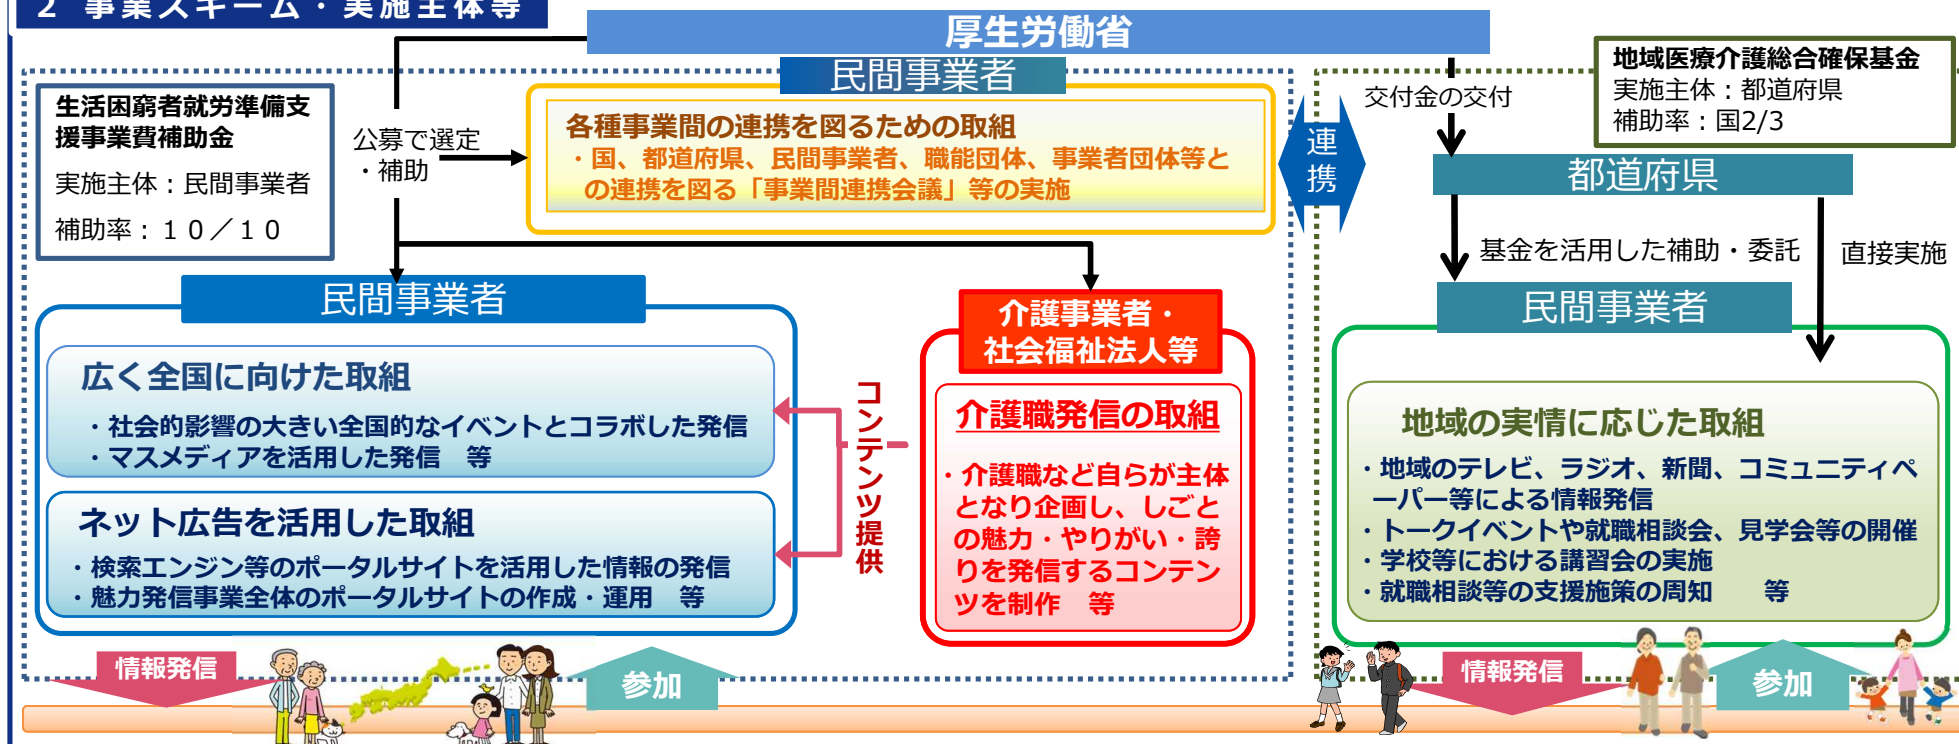 2 事業スキーム・実施主体等
厚生労働省
民間事業者
生活困窮者就労準備支
援事業費補助金
実施主体：民間事業者
補助率：１０／１０
公募で選定
・補助
各種事業間の連携を図るための取組
・国、都道府県、民間事業者、職能団体、事業者団体等と
の連携を図る「事業間連携会議」等の実施
連
携
交付金の交付
地域医療介護総合確保基金
実施主体：都道府県
補助率：国2/3
都道府県
基金を活用した補助・委託
直接実施
民間事業者
広く全国に向けた取組
・社会的影響の大きい全国的なイベントとコラボした発信
・マスメディアを活用した発信　等
ネット広告を活用した取組
・検索エンジン等のポータルサイトを活用した情報の発信
・魅力発信事業全体のポータルサイトの作成・運用　等
コンテンツ提供
介護事業者・
社会福祉法人等
介護職発信の取組
・介護職など自らが主体
となり企画し、しごと
の魅力・やりがい・誇
りを発信するコンテン
ツを制作　等
民間事業者
地域の実情に応じた取組
・地域のテレビ、ラジオ、新聞、コミュニティペ
ーパー等による情報発信
・トークイベントや就職相談会、見学会等の開催
・学校等における講習会の実施
・就職相談等の支援施策の周知　　等
情報発信
参加
情報発信
参加